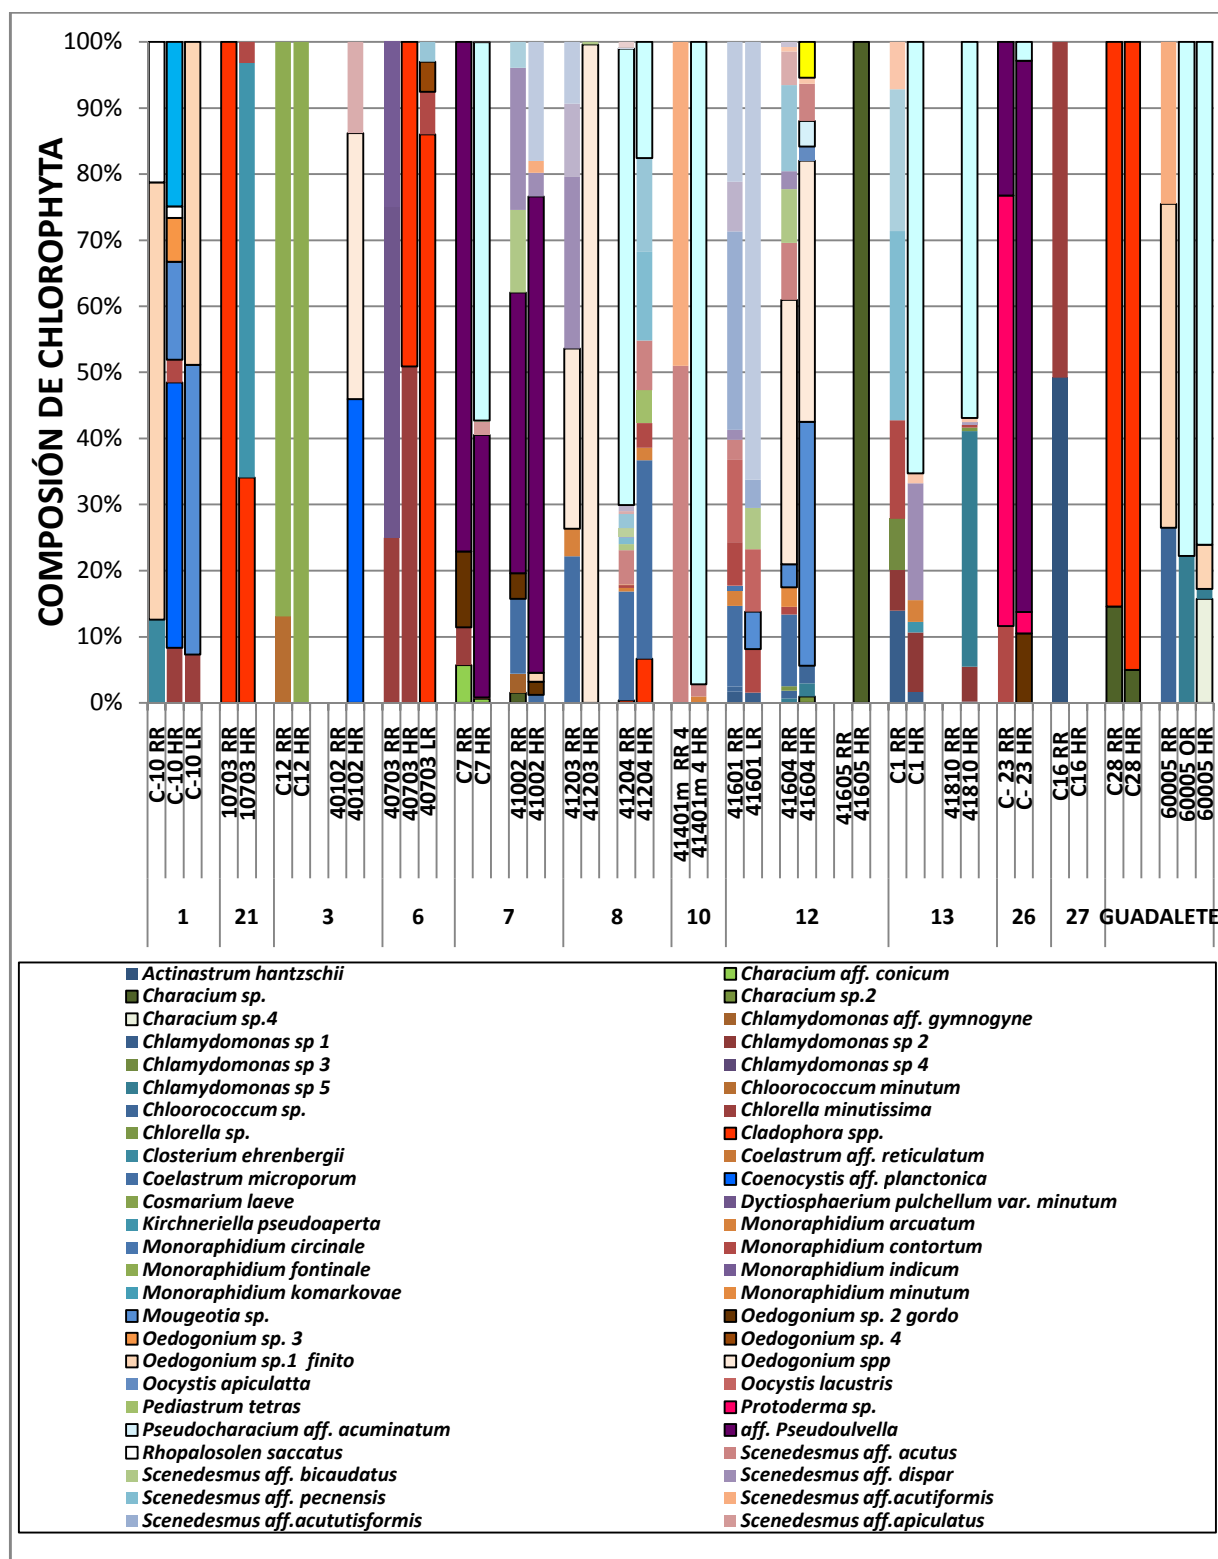 COMPOSIÓN DE CHLOROPHYTA
100%
90%
80%
70%
60%
50%
40%
30%
20%
10%
0%
C-10 RR
C-10 HR
C-10 LR
10703 RR
10703 HR
C12 RR
C12 HR
40102 RR
40102 HR
40703 RR
40703 HR
40703 LR
C7 RR
C7 HR
41002 RR
41002 HR
41203 RR
41203 HR
41204 RR
41204 HR
41401m RR 4
41401m 4 HR
41601 RR
41601 LR
41604 RR
41604 HR
41605 RR
41605 HR
C1 RR
C1 HR
41810 RR
41810 HR
C- 23 RR
C- 23 HR
C16 RR
C16 HR
C28 RR
C28 HR
60005 RR
60005 OR
60005 HR
1 21 3 6 7 8 10 12 13 26 27 GUADALETE
Actinastrum hantzschii Characium aff. conicum
Characium sp. Characium sp.2
Characium sp.4 Chlamydomonas aff. gymnogyne
Chlamydomonas sp 1 Chlamydomonas sp 2
Chlamydomonas sp 3 Chlamydomonas sp 4
Chlamydomonas sp 5 Chloorococcum minutum
Chloorococcum sp. Chlorella minutissima
Chlorella sp. Cladophora spp.
Closterium ehrenbergii Coelastrum aff. reticulatum
Coelastrum microporum Coenocystis aff. planctonica
Cosmarium laeve Dyctiosphaerium pulchellum var. minutum
Kirchneriella pseudoaperta Monoraphidium arcuatum
Monoraphidium circinale Monoraphidium contortum
Monoraphidium fontinale Monoraphidium indicum
Monoraphidium komarkovae Monoraphidium minutum
Mougeotia sp. Oedogonium sp. 2 gordo
Oedogonium sp. 3 Oedogonium sp. 4
Oedogonium sp.1 finito Oedogonium spp
Oocystis apiculatta Oocystis lacustris
Pediastrum tetras Protoderma sp.
Pseudocharacium aff. acuminatum aff. Pseudoulvella
Rhopalosolen saccatus Scenedesmus aff. acutus
Scenedesmus aff. bicaudatus Scenedesmus aff. dispar
Scenedesmus aff. pecnensis Scenedesmus aff.acutiformis
Scenedesmus aff.acututisformis Scenedesmus aff.apiculatus